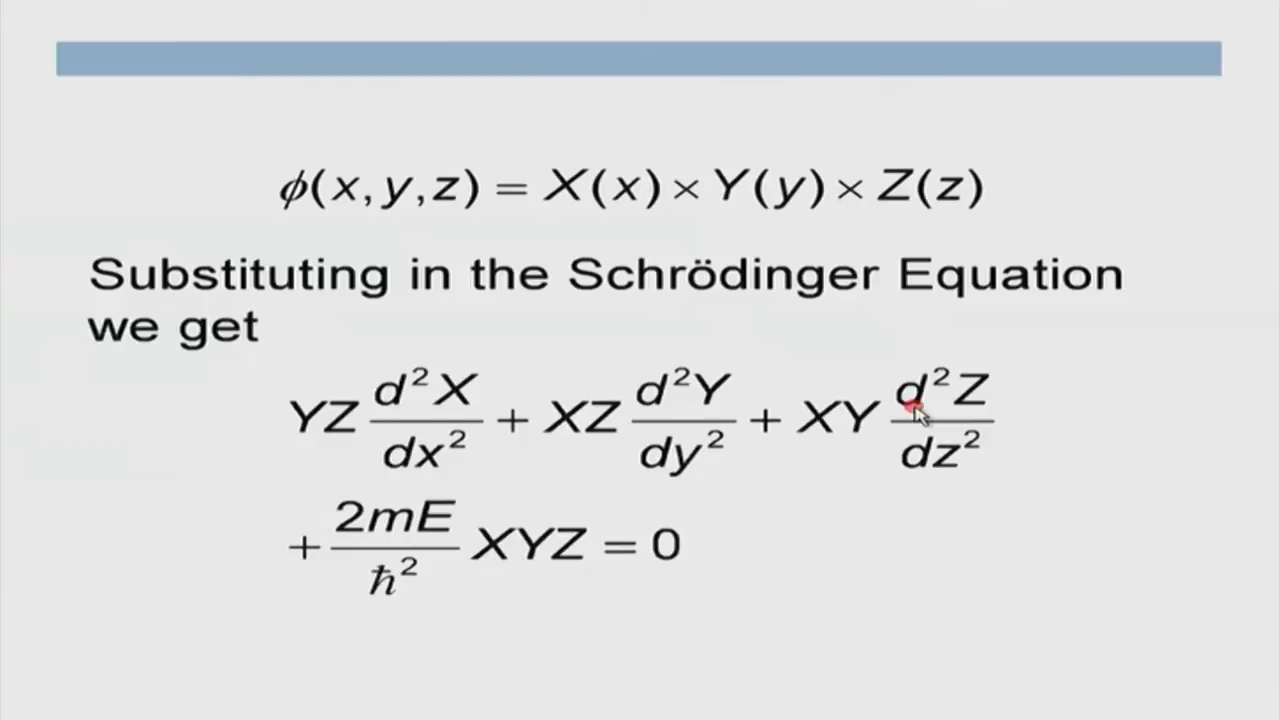 ϕ(x,y,z) = X(x) × Y(y) × Z(z)
Substituting in the Schrödinger Equation
we get
YZ d²X/dx² + XZ d²Y/dy² + XY d²Z/dz²
+ 2mE/ħ² XYZ = 0